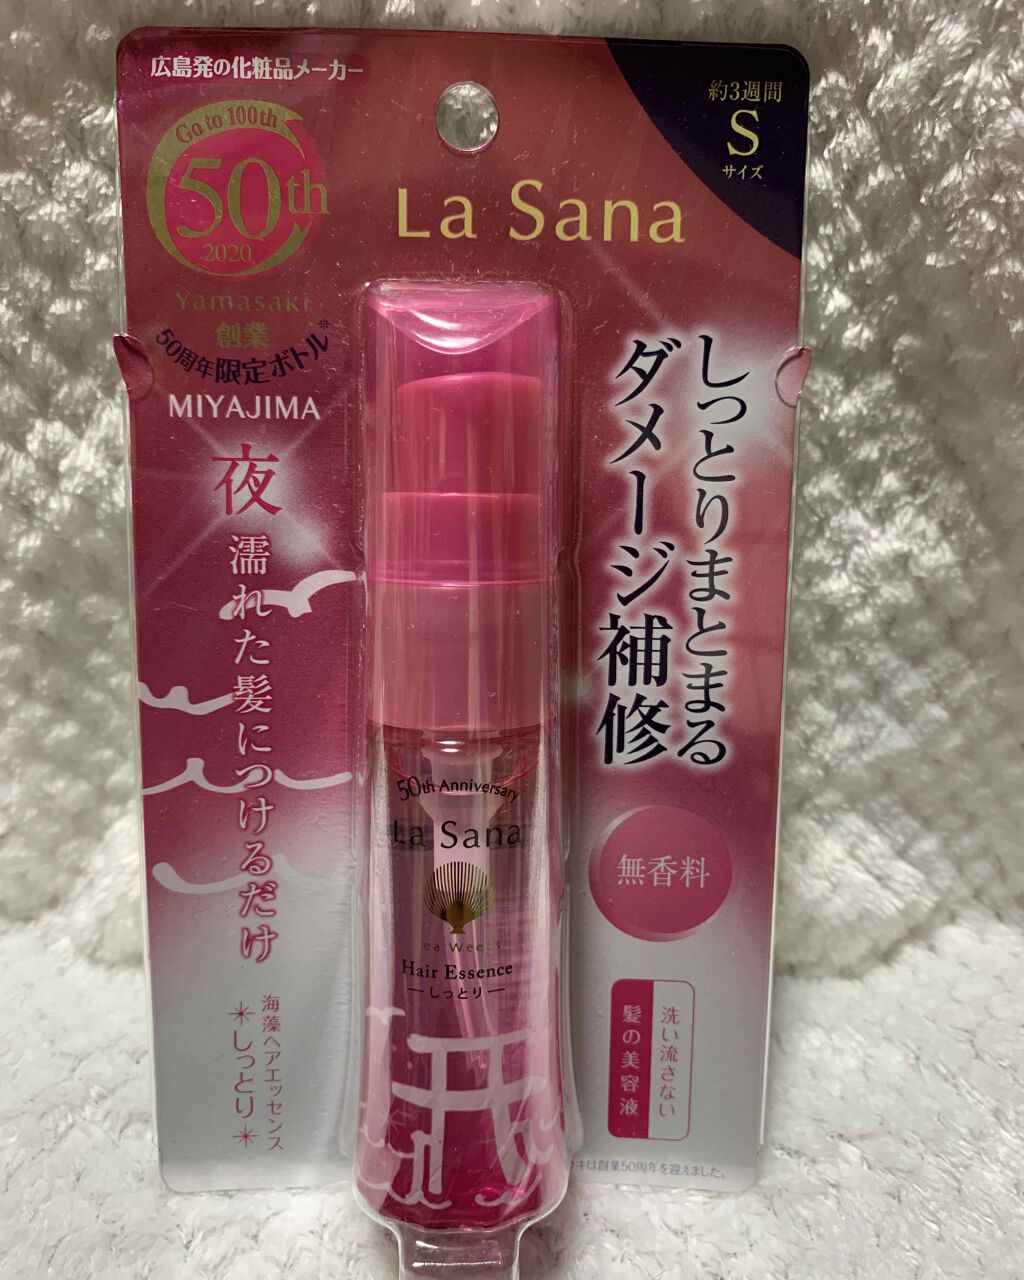 広島発の化粧品メーカー
Go to 100th
50th
2020
Yamasaki
創業
50周年限定ボトル※
MIYAJIMA
約3週間
S
サイズ
La Sana
しっとりまとまる
ダメージ補修
夜
濡れた髪につけるだけ
海藻ヘアエッセンス
＊しっとり＊
50th Anniversary
La Sana
Sea Weeds
Hair Essence
ーしっとりー
無香料
洗い流さない
髪の美容液
キは創業50周年を迎えました。